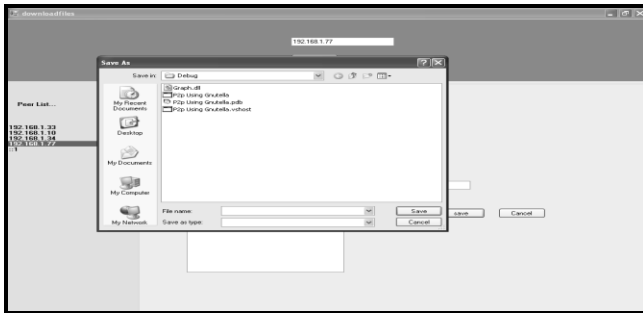 downloadfiles
192.168.1.77
Save As
Save in:
Debug
Graph.dll
P2p Using Gnutella
P2p Using Gnutella.pdb
P2p Using Gnutella.vshost
My Recent Documents
Desktop
My Documents
My Computer
My Network
File name:
Save
Save as type:
Cancel
Peer List...
192.168.1.33
192.168.1.10
192.168.1.34
192.168.1.77
::1
save
Cancel